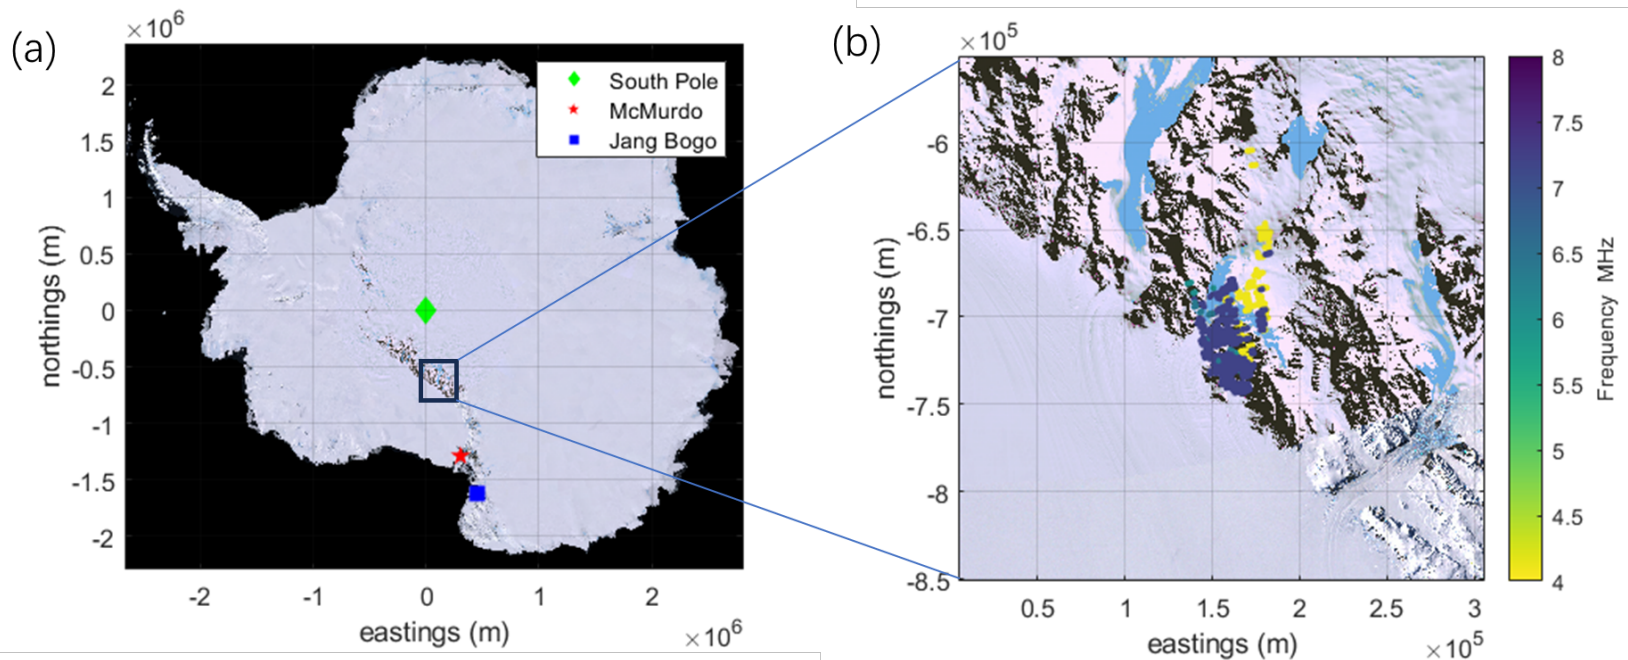 (a)
×10⁶
2
1.5
1
0.5
0
-0.5
-1
-1.5
-2
northings (m)
South Pole
McMurdo
Jang Bogo
-2 -1 0 1 2
eastings (m)
×10⁶
(b)
×10⁵
-6
-6.5
-7
-7.5
-8
-8.5
northings (m)
0.5 1 1.5 2 2.5 3
eastings (m)
×10⁵
8
7.5
7
6.5
6
5.5
5
4.5
4
Frequency MHz